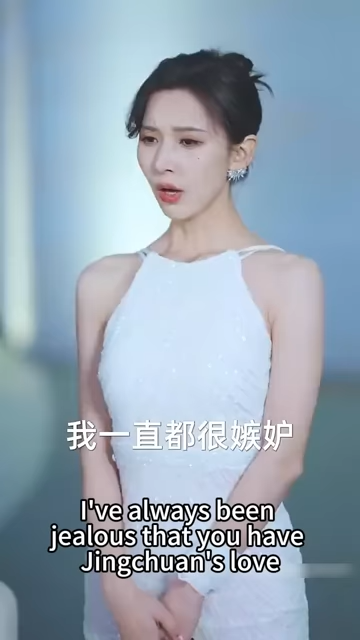 我一直都很嫉妒
I've always been
jealous that you have
Jingchuan's love